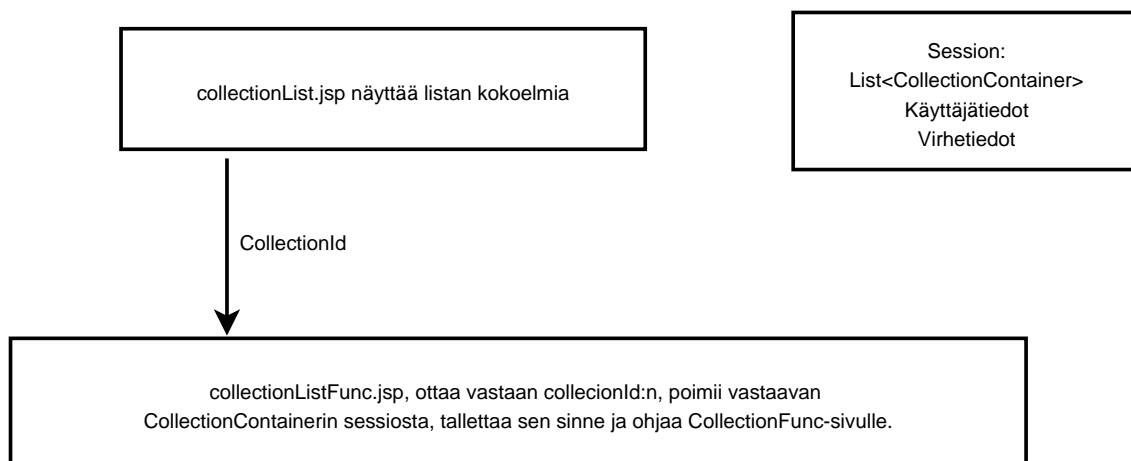 collectionList.jsp näyttää listan kokoelmia
Session:
List<CollectionContainer>
Käyttäjätiedot
Virhetiedot
CollectionId
collectionListFunc.jsp, ottaa vastaan collecionId:n, poimii vastaavan
CollectionContainerin sessiosta, tallettaa sen sinne ja ohjaa CollectionFunc-sivulle.